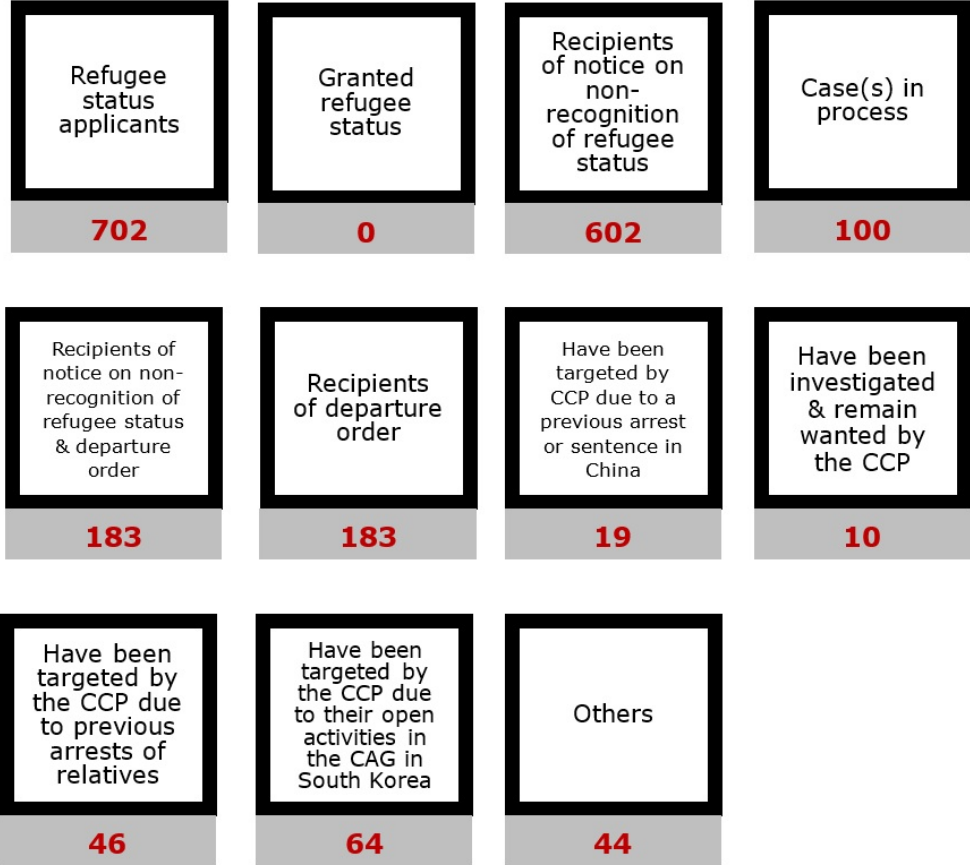 Refugee
status
applicants
702
Granted
refugee
status
0
Recipients
of notice on
non-
recognition
of refugee
status
602
Case(s) in
process
100
Recipients of
notice on non-
recognition of
refugee status
& departure
order
183
Recipients
of departure
order
183
Have been
targeted by
CCP due to a
previous arrest
or sentence in
China
19
Have been
investigated
& remain
wanted by
the CCP
10
Have been
targeted by
the CCP due
to previous
arrests of
relatives
46
Have been
targeted by
the CCP due
to their open
activities in
the CAG in
South Korea
64
Others
44